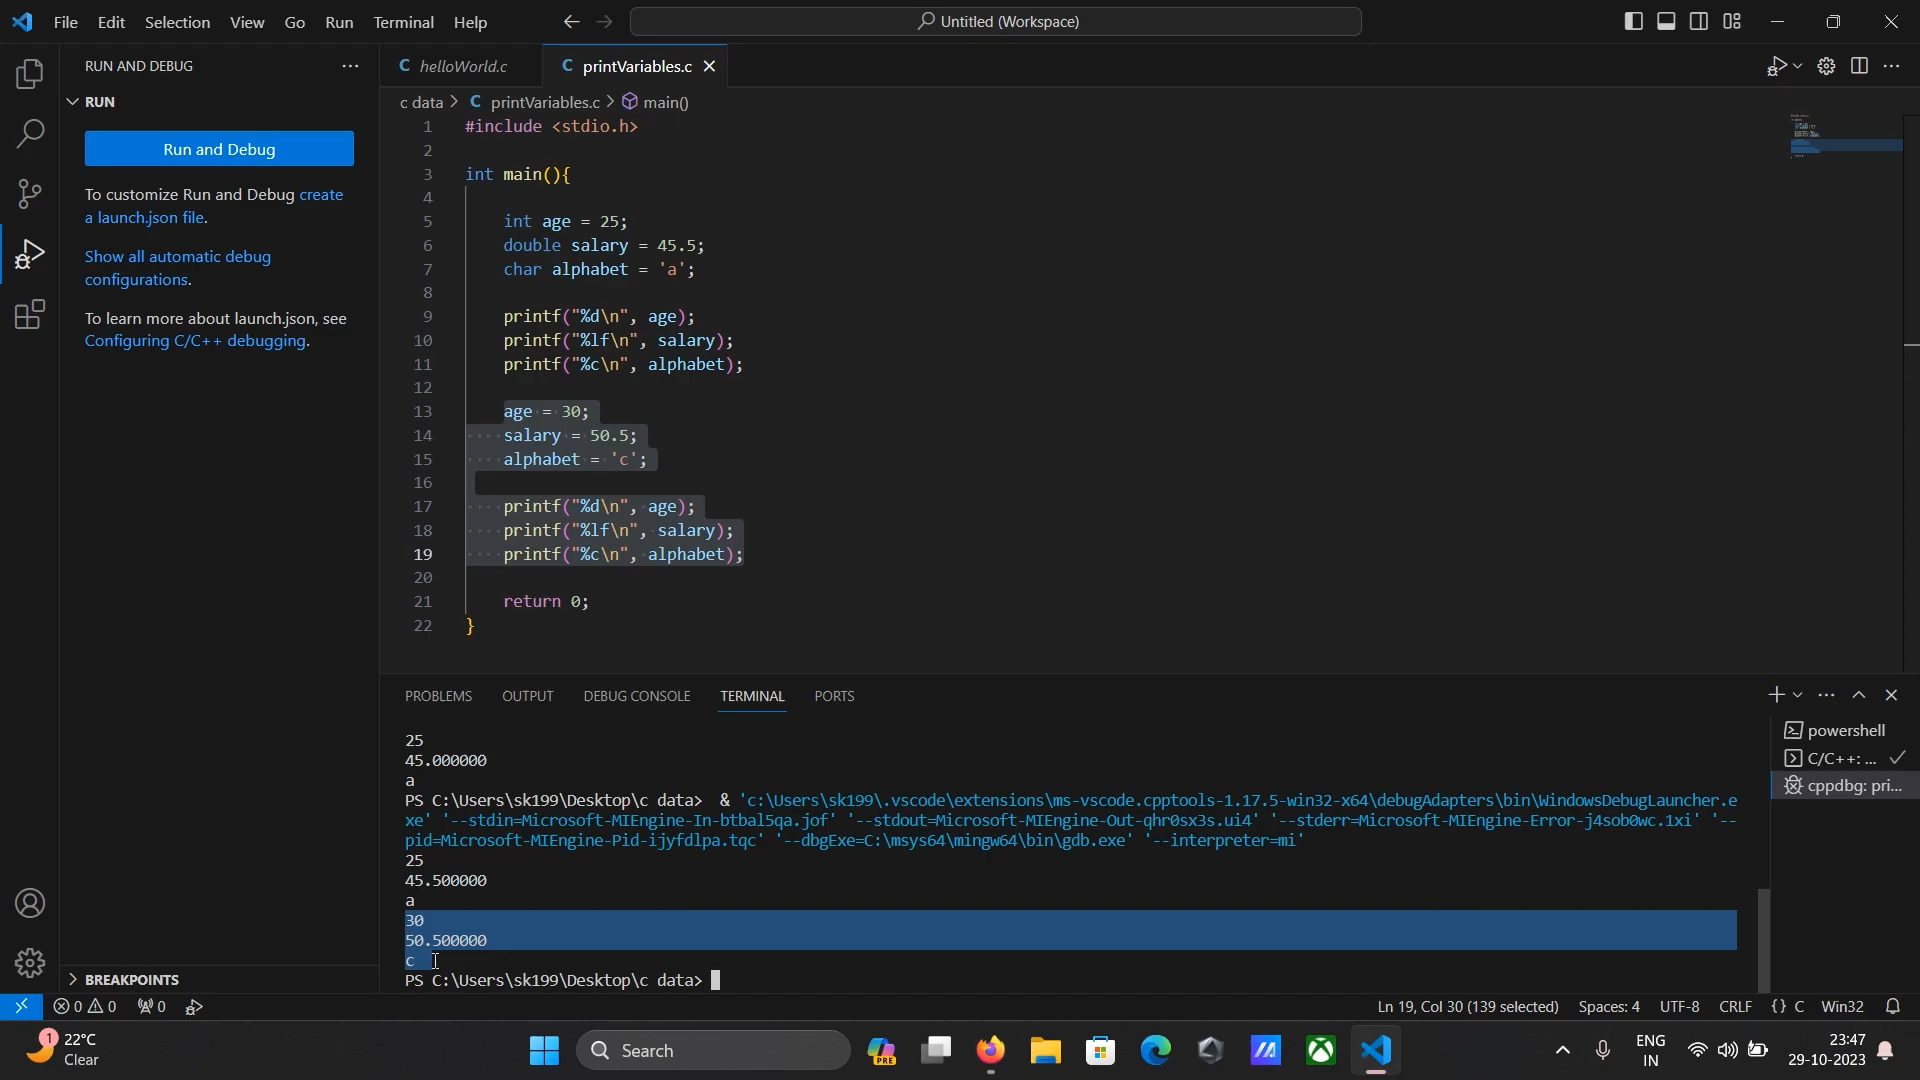 File Edit Selection View Go Run Terminal Help
Untitled (Workspace)
RUN AND DEBUG
RUN
Run and Debug
To customize Run and Debug create
a launch.json file.
Show all automatic debug
configurations.
To learn more about launch.json, see
Configuring C/C++ debugging.
BREAKPOINTS
C helloWorld.c
C printVariables.c
c data > C printVariables.c > main()
1 #include <stdio.h>
2
3 int main(){
4
5 int age = 25;
6 double salary = 45.5;
7 char alphabet = 'a';
8
9 printf("%d\n", age);
10 printf("%lf\n", salary);
11 printf("%c\n", alphabet);
12
13 age = 30;
14 salary = 50.5;
15 alphabet = 'c';
16
17 printf("%d\n", age);
18 printf("%lf\n", salary);
19 printf("%c\n", alphabet);
20
21 return 0;
22 }
PROBLEMS OUTPUT DEBUG CONSOLE TERMINAL PORTS
25
45.000000
a
PS C:\Users\sk199\Desktop\c data>  & 'c:\Users\sk199\.vscode\extensions\ms-vscode.cpptools-1.17.5-win32-x64\debugAdapters\bin\WindowsDebugLauncher.e
xe' '--stdin=Microsoft-MIEngine-In-btbal5qa.jof' '--stdout=Microsoft-MIEngine-Out-qhr0sx3s.ui4' '--stderr=Microsoft-MIEngine-Error-j4sob0wc.1xi' '--
pid=Microsoft-MIEngine-Pid-ijyfdlpa.tqc' '--dbgExe=C:\msys64\mingw64\bin\gdb.exe' '--interpreter=mi'
25
45.500000
a
30
50.500000
c
PS C:\Users\sk199\Desktop\c data>
powershell
C/C++: ...
cppdbg: pri...
0 0 0
Ln 19, Col 30 (139 selected) Spaces: 4 UTF-8 CRLF {} C Win32
1
22°C
Clear
Search
PRE
ENG
IN
23:47
29-10-2023